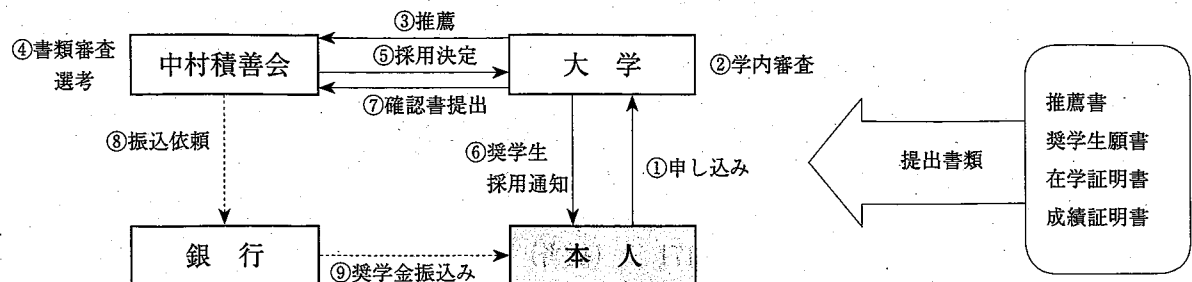 ③推薦
④書類審査
選考
中村積善会
⑤採用決定
大学
②学内審査
⑦確認書提出
⑧振込依頼
⑥奨学生
採用通知
①申し込み
提出書類
推薦書
奨学生願書
在学証明書
成績証明書
銀行
⑨奨学金振込み
本人